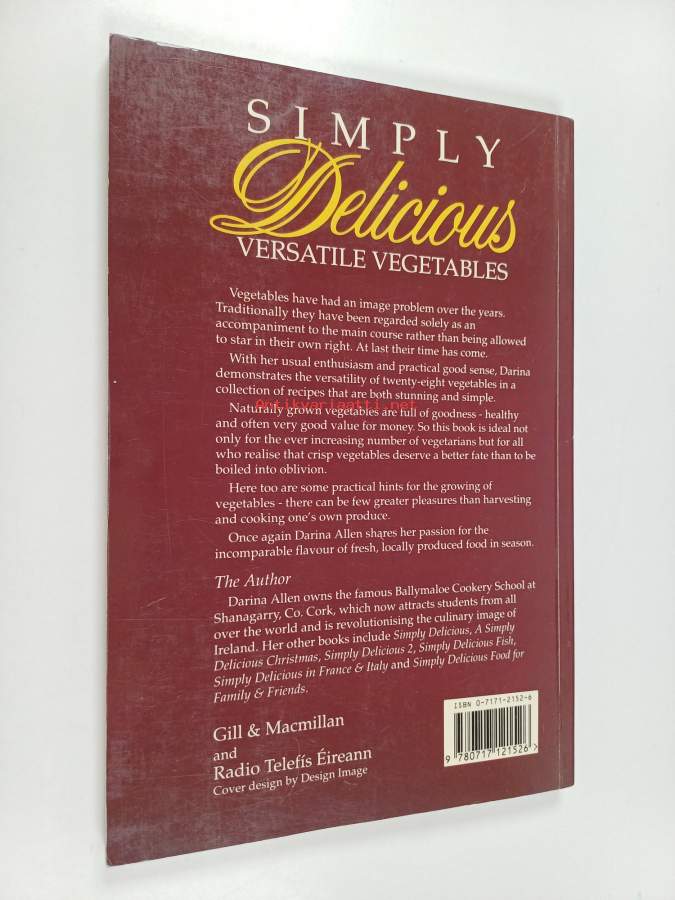 SIMPLY
Delicious
VERSATILE VEGETABLES
Vegetables have had an image problem over the years.
Traditionally they have been regarded solely as an
accompaniment to the main course rather than being allowed
to star in their own right. At last their time has come.
With her usual enthusiasm and practical good sense, Darina
demonstrates the versatility of twenty-eight vegetables in a
collection of recipes that are both stunning and simple.
Antikvariaatti.net
Naturally grown vegetables are full of goodness - healthy
and often very good value for money. So this book is ideal not
only for the ever increasing number of vegetarians but for all
who realise that crisp vegetables deserve a better fate than to be
boiled into oblivion.
Here too are some practical hints for the growing of
vegetables - there can be few greater pleasures than harvesting
and cooking one's own produce.
Once again Darina Allen shares her passion for the
incomparable flavour of fresh, locally produced food in season.
The Author
Darina Allen owns the famous Ballymaloe Cookery School at
Shanagarry, Co. Cork, which now attracts students from all
over the world and is revolutionising the culinary image of
Ireland. Her other books include Simply Delicious, A Simply
Delicious Christmas, Simply Delicious 2, Simply Delicious Fish,
Simply Delicious in France & Italy and Simply Delicious Food for
Family & Friends.
Gill & Macmillan
and
Radio Telefís Éireann
Cover design by Design Image
ISBN 0-7171-2152-6
9 780717 121526 >